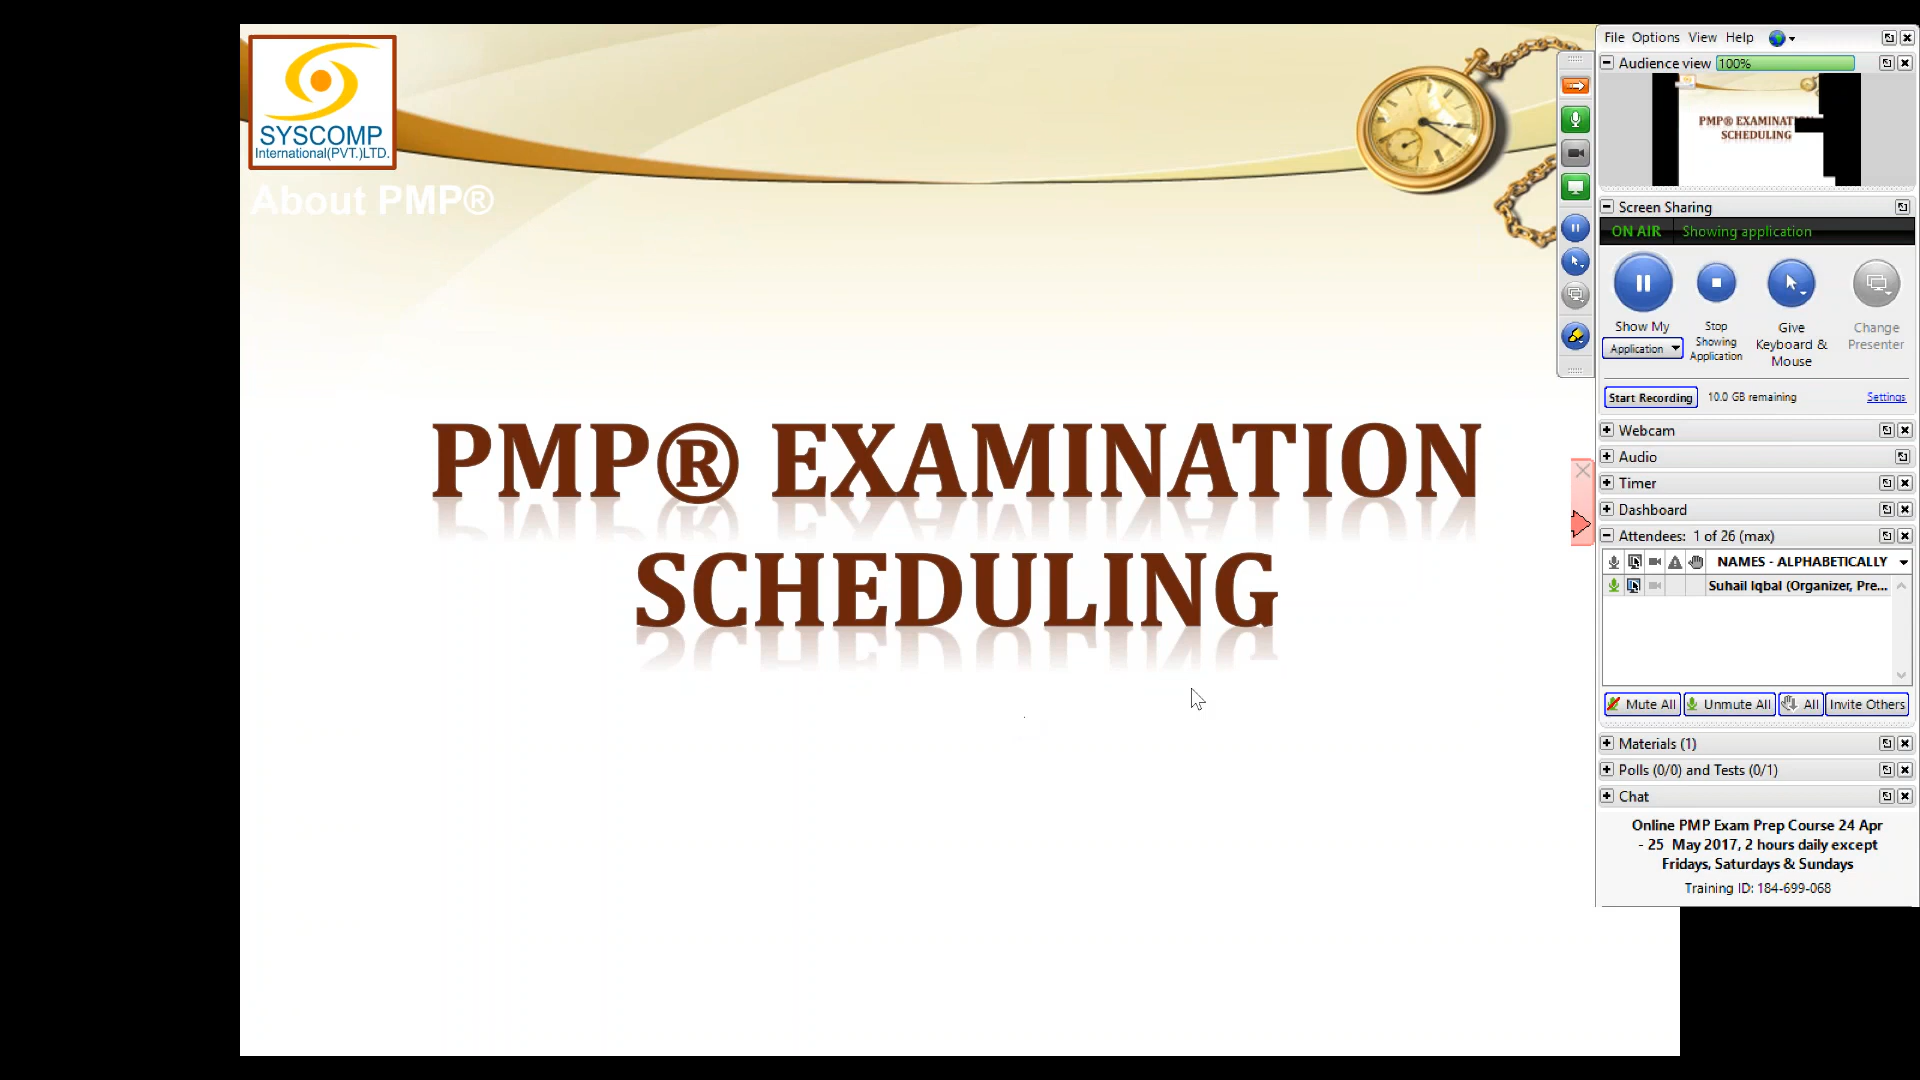 SYSCOMP
International(PVT.)LTD.
About PMP®
PMP® EXAMINATION
SCHEDULING
File Options View Help
Audience view 100%
PMP® EXAMINATION
SCHEDULING
Screen Sharing
ON AIR Showing application
Show My
Application
Stop
Showing
Application
Give
Keyboard &
Mouse
Change
Presenter
Start Recording 10.0 GB remaining Settings
Webcam
Audio
Timer
Dashboard
Attendees: 1 of 26 (max)
NAMES - ALPHABETICALLY
Suhail Iqbal (Organizer, Pre...
Mute All Unmute All All Invite Others
Materials (1)
Polls (0/0) and Tests (0/1)
Chat
Online PMP Exam Prep Course 24 Apr
- 25 May 2017, 2 hours daily except
Fridays, Saturdays & Sundays
Training ID: 184-699-068